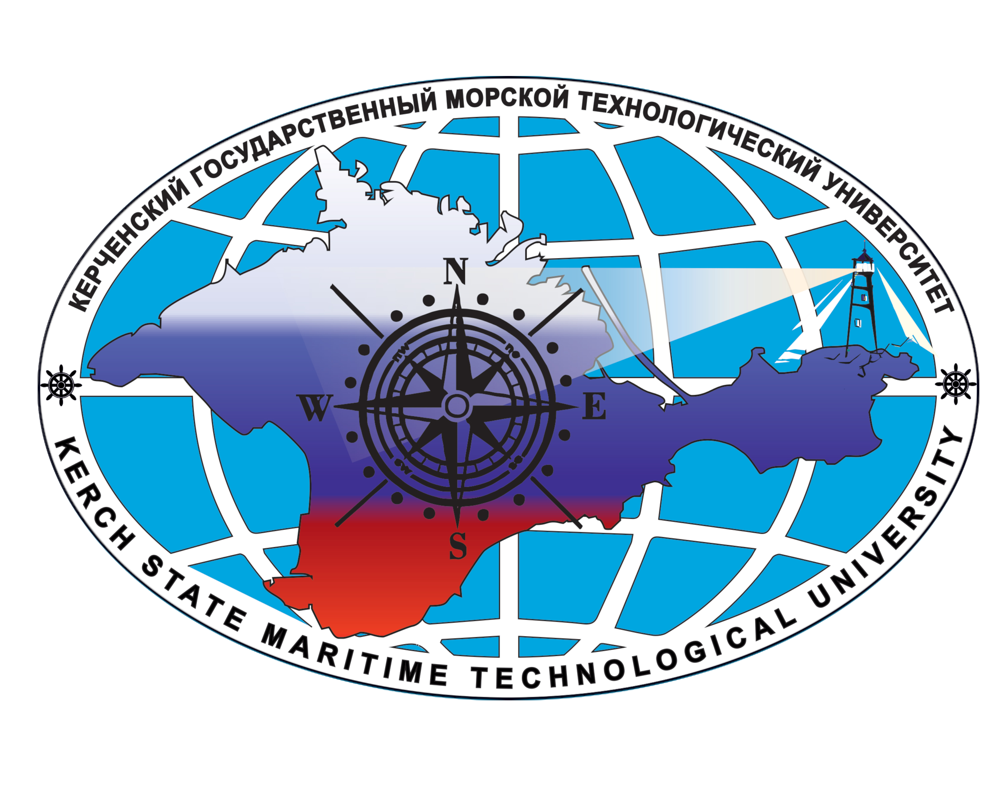 КЕРЧЕНСКИЙ ГОСУДАРСТВЕННЫЙ МОРСКОЙ ТЕХНОЛОГИЧЕСКИЙ УНИВЕРСИТЕТ
N
W
E
S
KERCH STATE MARITIME TECHNOLOGICAL UNIVERSITY